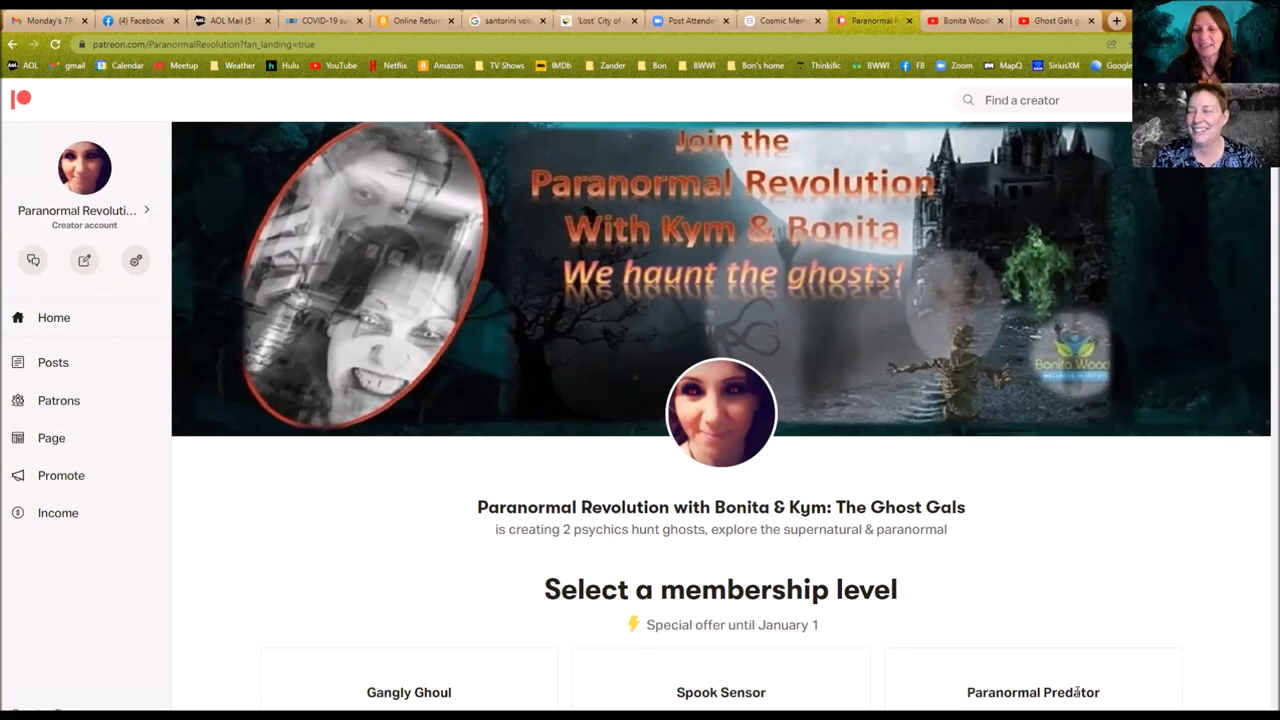 Monday's 7P
(4) Facebook
AOL Mail (51
COVID-19 su
Online Return
santorini volc
'Lost' City of A
Post Attende
Cosmic Mem
Paranormal R
Bonita Wood
Ghost Gals g
patreon.com/ParanormalRevolution?fan_landing=true
AOL
gmail
Calendar
Meetup
Weather
Hulu
YouTube
Netflix
Amazon
TV Shows
IMDb
Zander
Bon
BWWI
Bon's home
Thinkific
BWWI
FB
Zoom
MapQ
SiriusXM
Google
Find a creator
Paranormal Revoluti...
Creator account
Home
Posts
Patrons
Page
Promote
Income
Join the
Paranormal Revolution
With Kym & Bonita
We haunt the ghosts!
Bonita Wood
WELLNESS INSTITUTE
Paranormal Revolution with Bonita & Kym: The Ghost Gals
is creating 2 psychics hunt ghosts, explore the supernatural & paranormal
Select a membership level
Special offer until January 1
Gangly Ghoul
Spook Sensor
Paranormal Predator